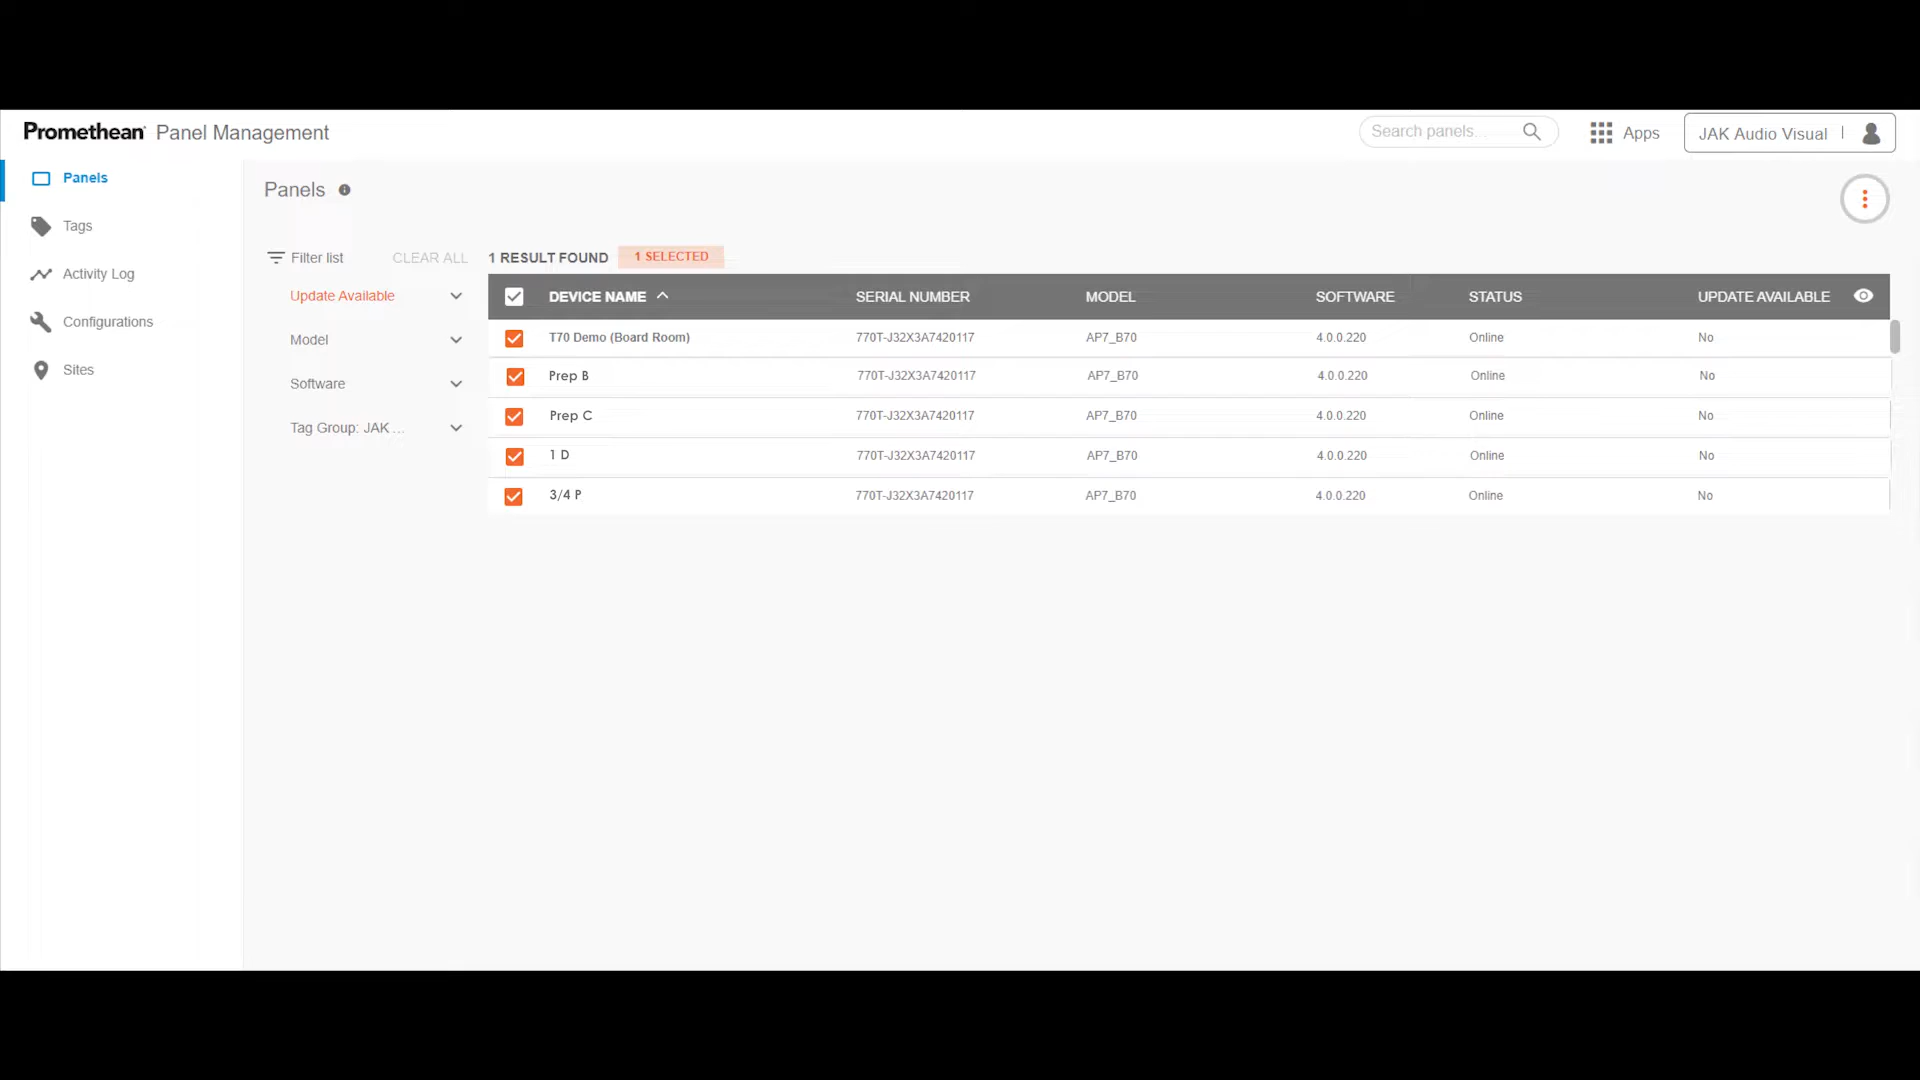 Promethean Panel Management
Search panels...
Apps
JAK Audio Visual
Panels
Tags
Activity Log
Configurations
Sites
Panels
Filter list
CLEAR ALL
Update Available
Model
Software
Tag Group: JAK ...
1 RESULT FOUND
1 SELECTED
DEVICE NAME SERIAL NUMBER MODEL SOFTWARE STATUS UPDATE AVAILABLE
T70 Demo (Board Room) 770T-J32X3A7420117 AP7_B70 4.0.0.220 Online No
Prep B 770T-J32X3A7420117 AP7_B70 4.0.0.220 Online No
Prep C 770T-J32X3A7420117 AP7_B70 4.0.0.220 Online No
1 D 770T-J32X3A7420117 AP7_B70 4.0.0.220 Online No
3/4 P 770T-J32X3A7420117 AP7_B70 4.0.0.220 Online No